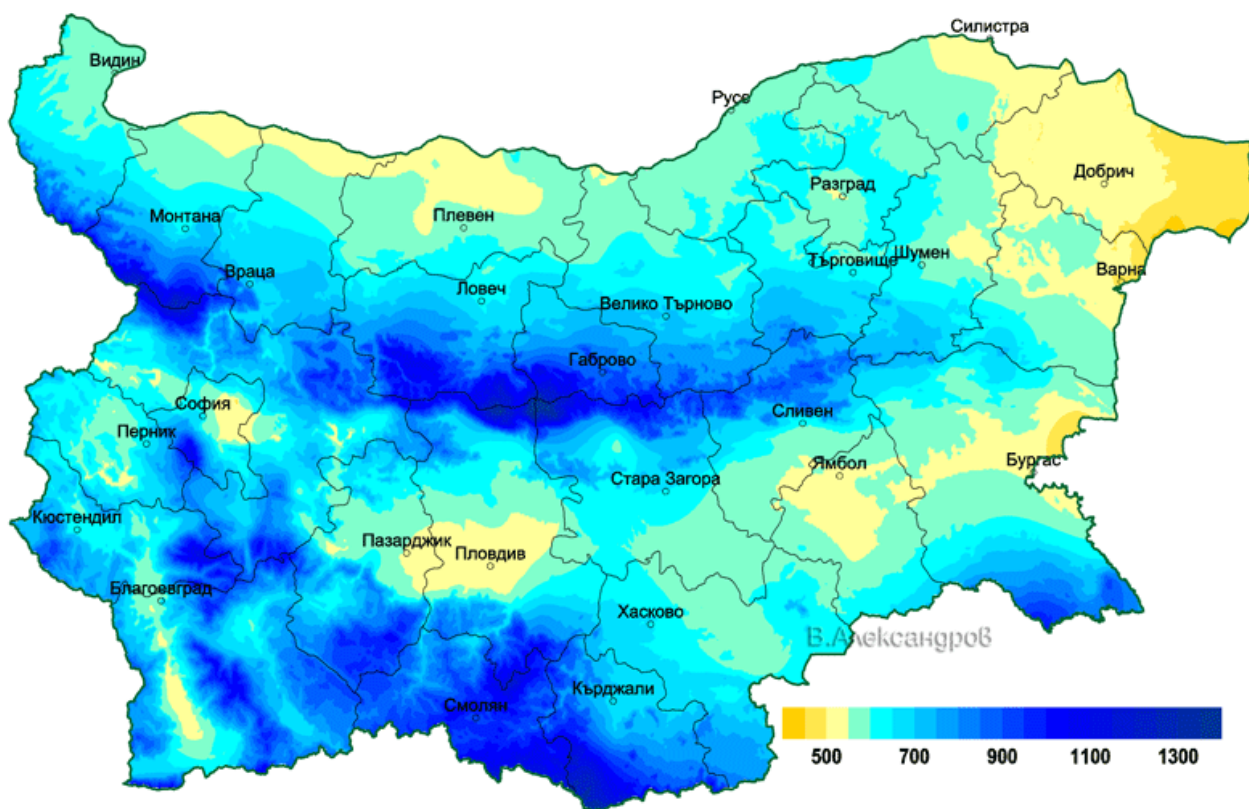 Силистра
Видин
Русе
Добрич
Разград
Монтана
Плевен
Търговище
Шумен
Варна
Враца
Ловеч
Велико Търново
Габрово
София
Сливен
Перник
Бургас
Ямбол
Стара Загора
Кюстендил
Пазарджик
Пловдив
Благоевград
Хасково
В.Александров
Кърджали
Смолян
500 700 900 1100 1300